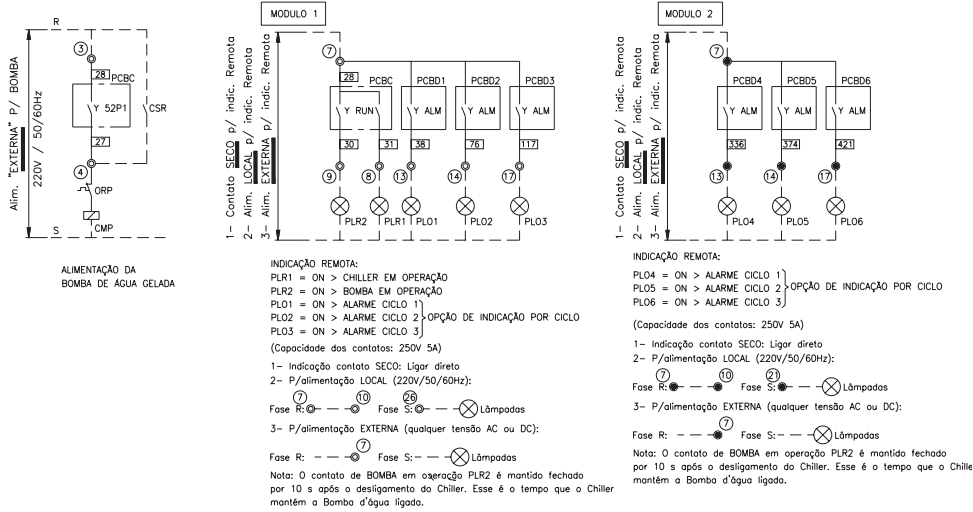 R
Alim. "EXTERNA" P/ BOMBA
220V / 50/60Hz
3
28 PCBC
Y 52P1
CSR
27
4
ORP
CMP
S
ALIMENTAÇÃO DA
BOMBA DE ÁGUA GELADA
MODULO 1
1- Contato SECO p/ indic. Remota
2- Alim. LOCAL p/ indic. Remota
3- Alim. EXTERNA p/ indic. Remota
7
28 PCBC PCBD1 PCBD2 PCBD3
Y RUN Y ALM Y ALM Y ALM
30 31 38 76 117
9 8 13 14 17
PLR2 PLR1 PLO1 PLO2 PLO3
INDICAÇÃO REMOTA:
PLR1 = ON > CHILLER EM OPERAÇÃO
PLR2 = ON > BOMBA EM OPERAÇÃO
PLO1 = ON > ALARME CICLO 1
PLO2 = ON > ALARME CICLO 2 OPÇÃO DE INDICAÇÃO POR CICLO
PLO3 = ON > ALARME CICLO 3
(Capacidade dos contatos: 250V 5A)
1- Indicação contato SECO: Ligar direto
2- P/alimentação LOCAL (220V/50/60Hz):
7 10 26
Fase R: Fase S: Lâmpadas
3- P/alimentação EXTERNA (qualquer tensão AC ou DC):
7
Fase R: Fase S: Lâmpadas
Nota: O contato de BOMBA em operação PLR2 é mantido fechado
por 10 s após o desligamento do Chiller. Esse é o tempo que o Chiller
mantém a Bomba d'água ligada.
MODULO 2
1- Contato SECO p/ indic. Remota
2- Alim. LOCAL p/ indic. Remota
3- Alim. EXTERNA p/ indic. Remota
7
PCBD4 PCBD5 PCBD6
Y ALM Y ALM Y ALM
336 374 421
13 14 17
PLO4 PLO5 PLO6
INDICAÇÃO REMOTA:
PLO4 = ON > ALARME CICLO 1
PLO5 = ON > ALARME CICLO 2 OPÇÃO DE INDICAÇÃO POR CICLO
PLO6 = ON > ALARME CICLO 3
(Capacidade dos contatos: 250V 5A)
1- Indicação contato SECO: Ligar direto
2- P/alimentação LOCAL (220V/50/60Hz):
7 10 21
Fase R: Fase S: Lâmpadas
3- P/alimentação EXTERNA (qualquer tensão AC ou DC):
7
Fase R: Fase S: Lâmpadas
Nota: O contato de BOMBA em operação PLR2 é mantido fechado
por 10 s após o desligamento do Chiller. Esse é o tempo que o Chille
mantém a Bomba d'água ligada.